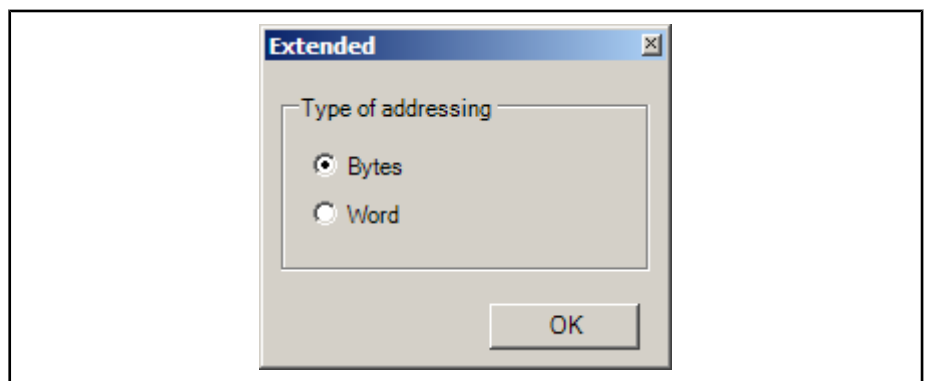 Extended
Type of addressing
Bytes
Word
OK